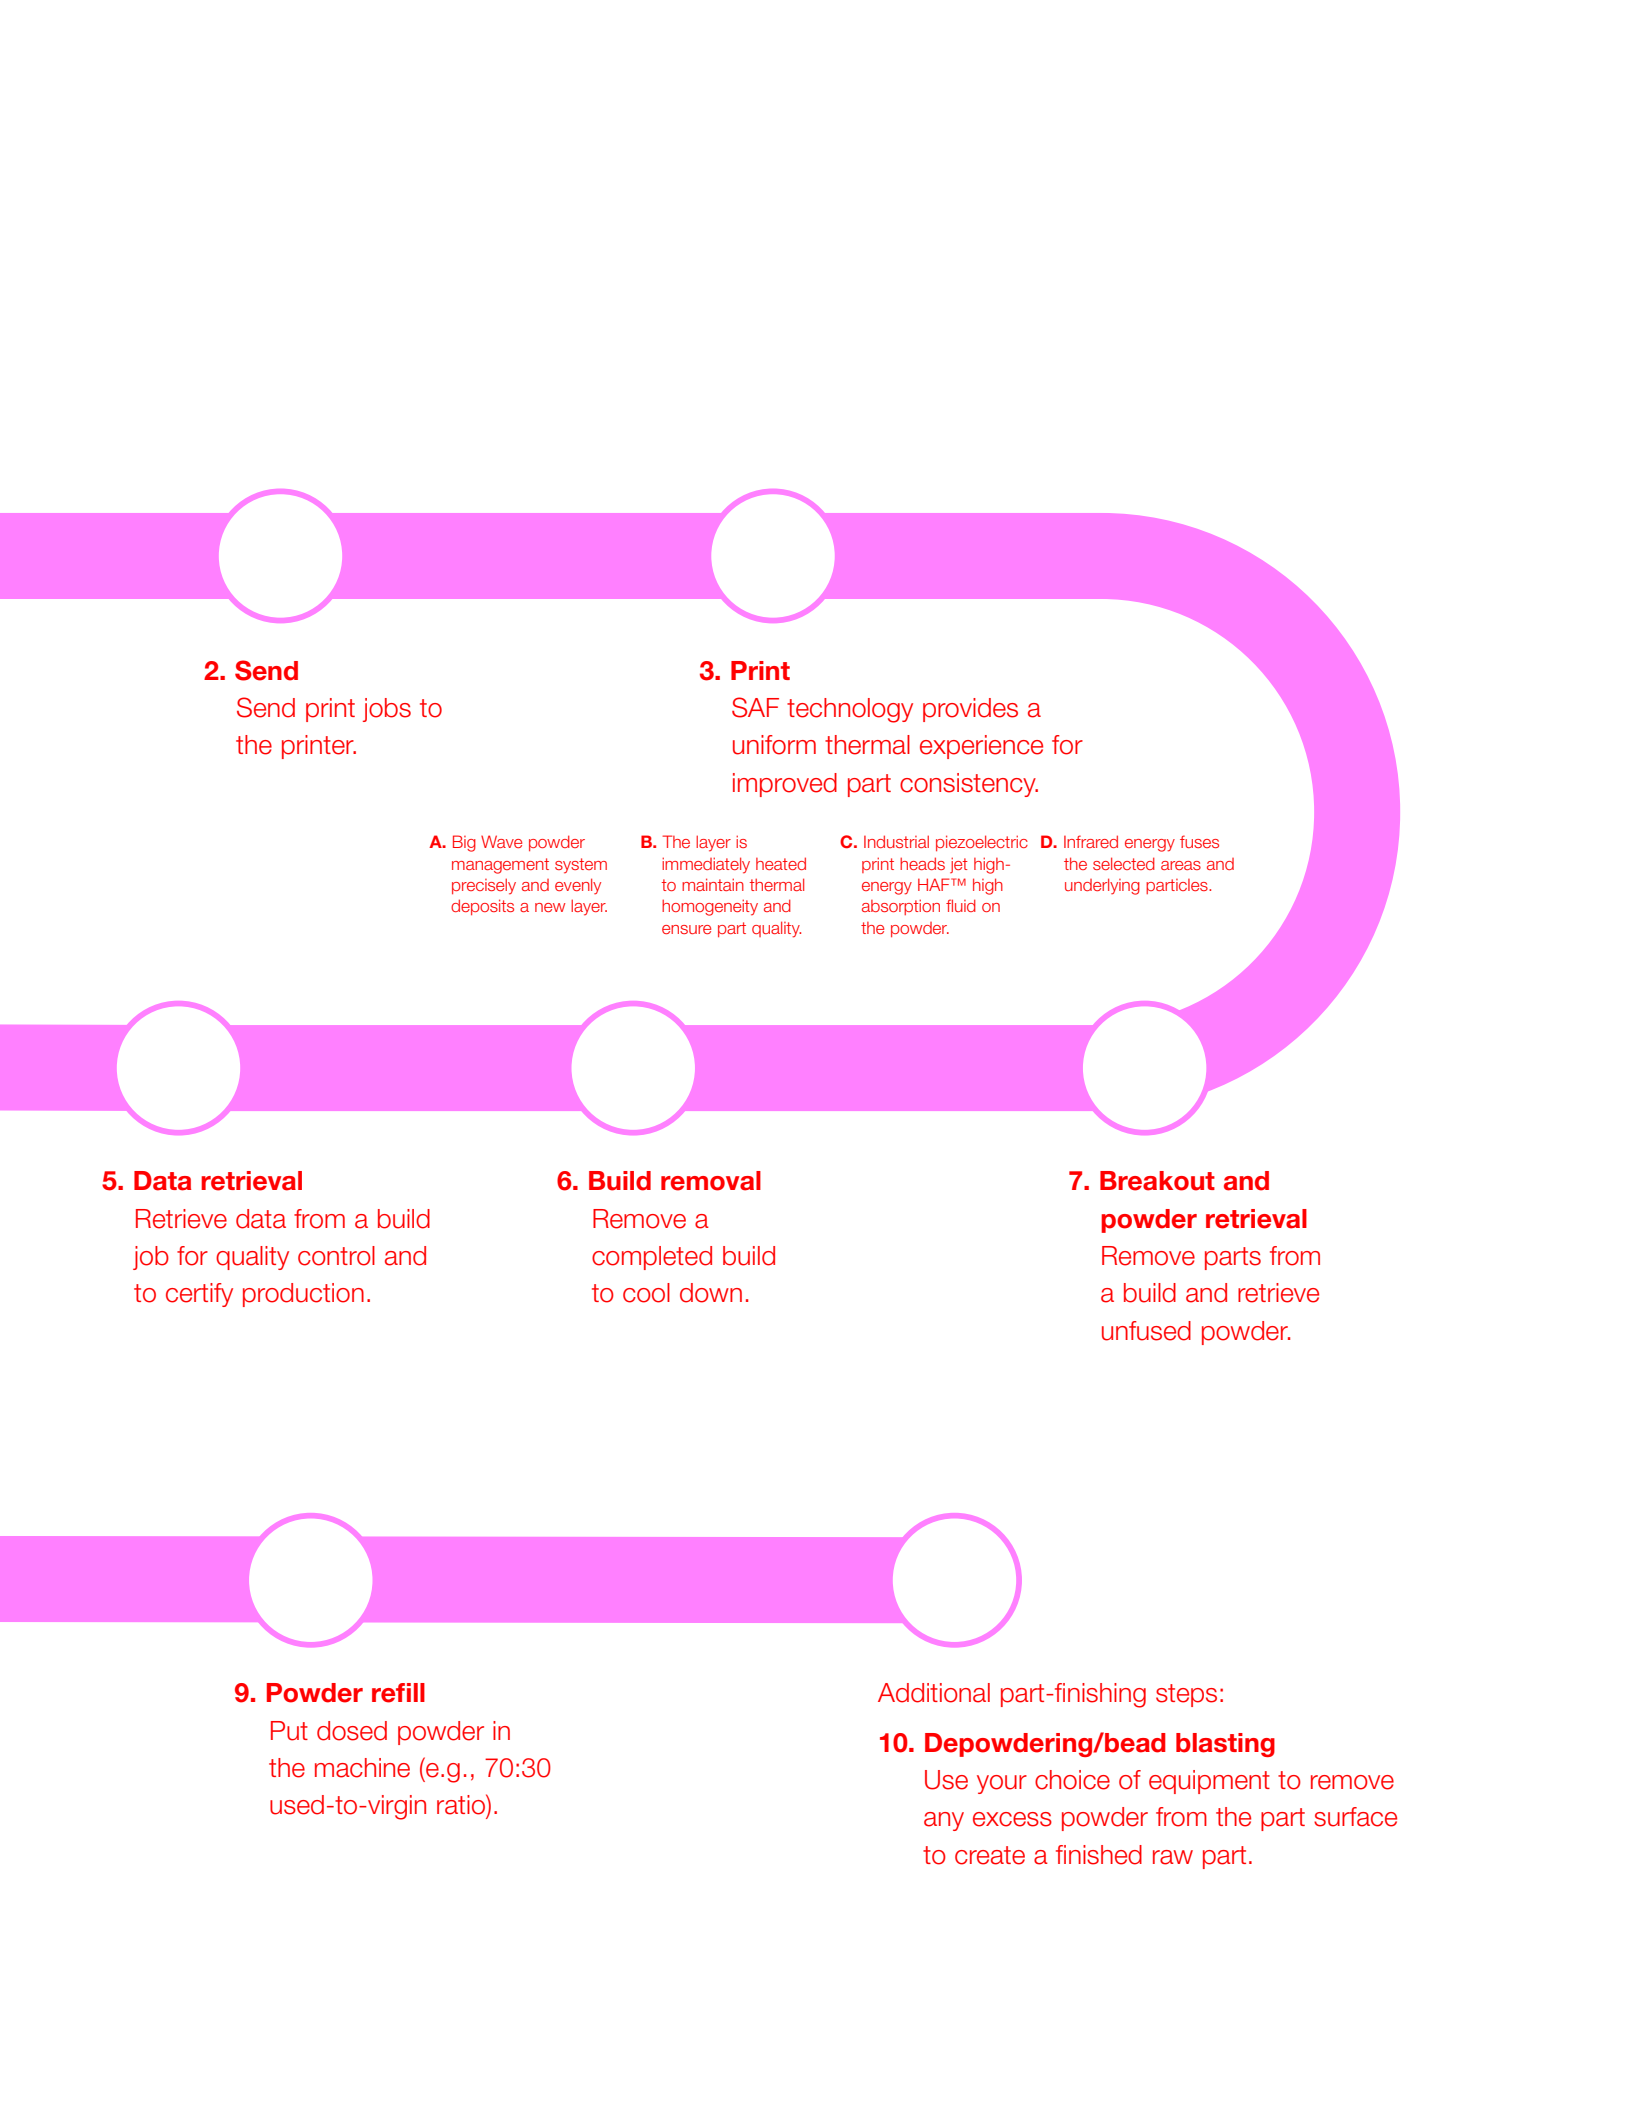 2. Send
Send print jobs to
the printer.
3. Print
SAF technology provides a
uniform thermal experience for
improved part consistency.
A. Big Wave powder
management system
precisely and evenly
deposits a new layer.
B. The layer is
immediately heated
to maintain thermal
homogeneity and
ensure part quality.
C. Industrial piezoelectric
print heads jet high-
energy HAF™ high
absorption fluid on
the powder.
D. Infrared energy fuses
the selected areas and
underlying particles.
5. Data retrieval
Retrieve data from a build
job for quality control and
to certify production.
6. Build removal
Remove a
completed build
to cool down.
7. Breakout and
powder retrieval
Remove parts from
a build and retrieve
unfused powder.
9. Powder refill
Put dosed powder in
the machine (e.g., 70:30
used-to-virgin ratio).
Additional part-finishing steps:
10. Depowdering/bead blasting
Use your choice of equipment to remove
any excess powder from the part surface
to create a finished raw part.